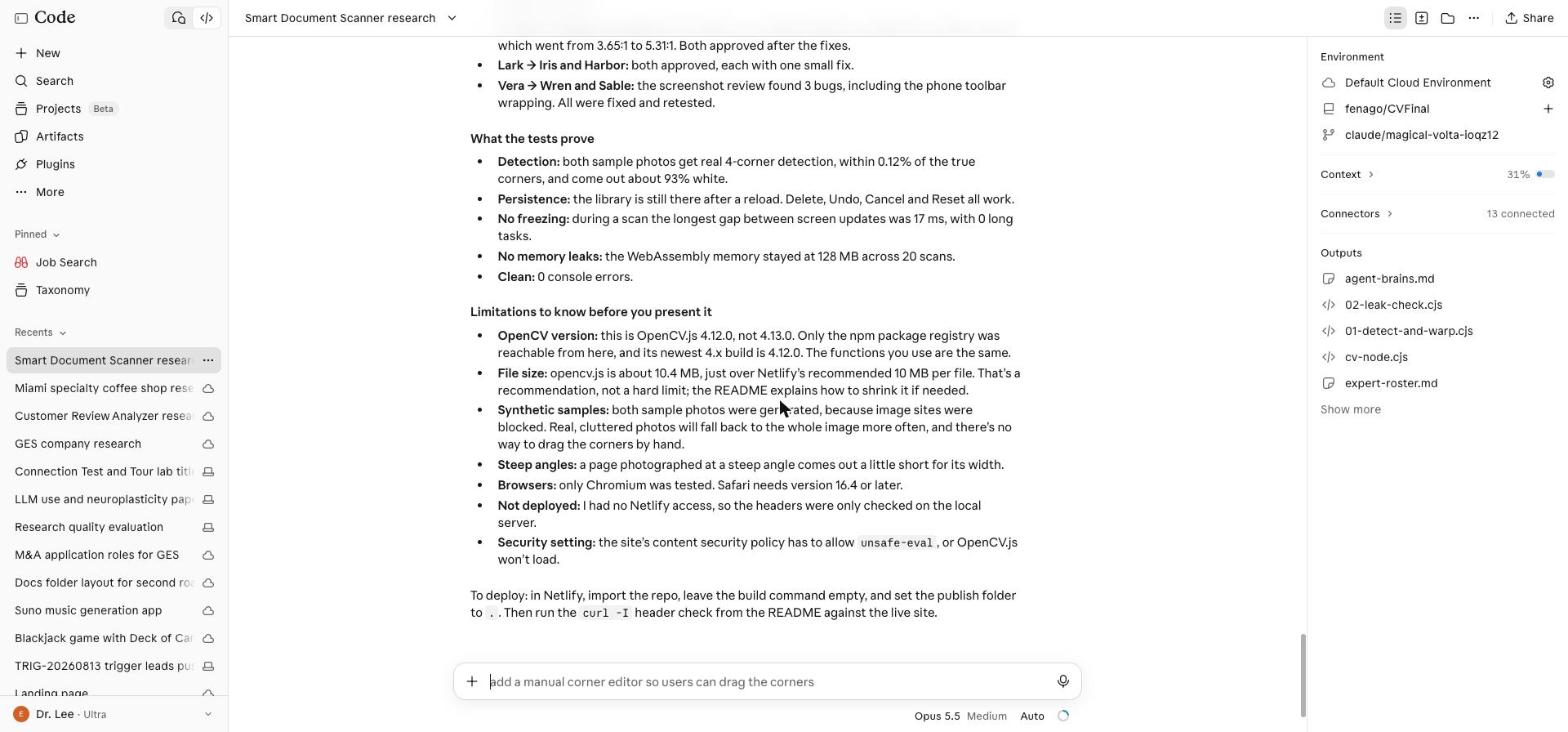 Code
New
Search
Projects Beta
Artifacts
Plugins
More
Pinned
Job Search
Taxonomy
Recents
Smart Document Scanner resear
Miami specialty coffee shop rese
Customer Review Analyzer resea
GES company research
Connection Test and Tour lab titl
LLM use and neuroplasticity pap
Research quality evaluation
M&A application roles for GES
Docs folder layout for second ro
Suno music generation app
Blackjack game with Deck of Car
TRIG-20260813 trigger leads pu
Landing page
E Dr. Lee · Ultra
Smart Document Scanner research
Share
which went from 3.65:1 to 5.31:1. Both approved after the fixes.
• Lark → Iris and Harbor: both approved, each with one small fix.
• Vera → Wren and Sable: the screenshot review found 3 bugs, including the phone toolbar
wrapping. All were fixed and retested.
What the tests prove
• Detection: both sample photos get real 4-corner detection, within 0.12% of the true
corners, and come out about 93% white.
• Persistence: the library is still there after a reload. Delete, Undo, Cancel and Reset all work.
• No freezing: during a scan the longest gap between screen updates was 17 ms, with 0 long
tasks.
• No memory leaks: the WebAssembly memory stayed at 128 MB across 20 scans.
• Clean: 0 console errors.
Limitations to know before you present it
• OpenCV version: this is OpenCV.js 4.12.0, not 4.13.0. Only the npm package registry was
reachable from here, and its newest 4.x build is 4.12.0. The functions you use are the same.
• File size: opencv.js is about 10.4 MB, just over Netlify's recommended 10 MB per file. That's a
recommendation, not a hard limit; the README explains how to shrink it if needed.
• Synthetic samples: both sample photos were generated, because image sites were
blocked. Real, cluttered photos will fall back to the whole image more often, and there's no
way to drag the corners by hand.
• Steep angles: a page photographed at a steep angle comes out a little short for its width.
• Browsers: only Chromium was tested. Safari needs version 16.4 or later.
• Not deployed: I had no Netlify access, so the headers were only checked on the local
server.
• Security setting: the site's content security policy has to allow unsafe-eval, or OpenCV.js
won't load.
To deploy: in Netlify, import the repo, leave the build command empty, and set the publish folder
to . . Then run the curl -I header check from the README against the live site.
add a manual corner editor so users can drag the corners
Opus 5.5 Medium Auto
Environment
Default Cloud Environment
fenago/CVFinal
claude/magical-volta-ioqz12
Context 31%
Connectors 13 connected
Outputs
agent-brains.md
02-leak-check.cjs
01-detect-and-warp.cjs
cv-node.cjs
expert-roster.md
Show more